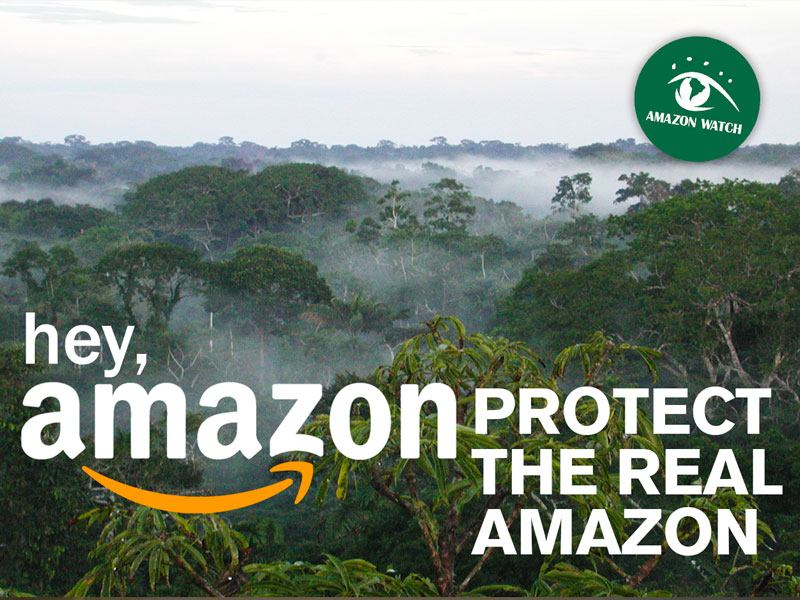 AMAZON WATCH
hey,
amazon
PROTECT
THE REAL
AMAZON